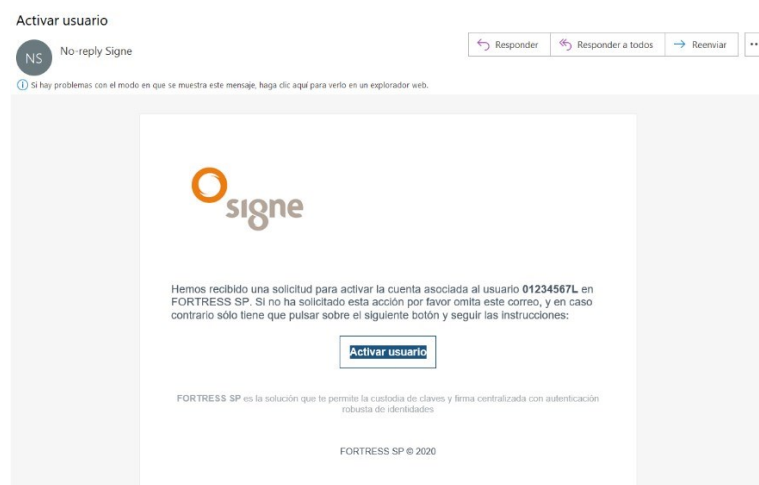 Activar usuario
NS
No-reply Signe
Responder
Responder a todos
Reenviar
Si hay problemas con el modo en que se muestra este mensaje, haga clic aquí para verlo en un explorador web.
signe
Hemos recibido una solicitud para activar la cuenta asociada al usuario 01234567L en
FORTRESS SP. Si no ha solicitado esta acción por favor omita este correo, y en caso
contrario sólo tiene que pulsar sobre el siguiente botón y seguir las instrucciones:
Activar usuario
FORTRESS SP es la solución que te permite la custodia de claves y firma centralizada con autenticación
robusta de identidades
FORTRESS SP © 2020